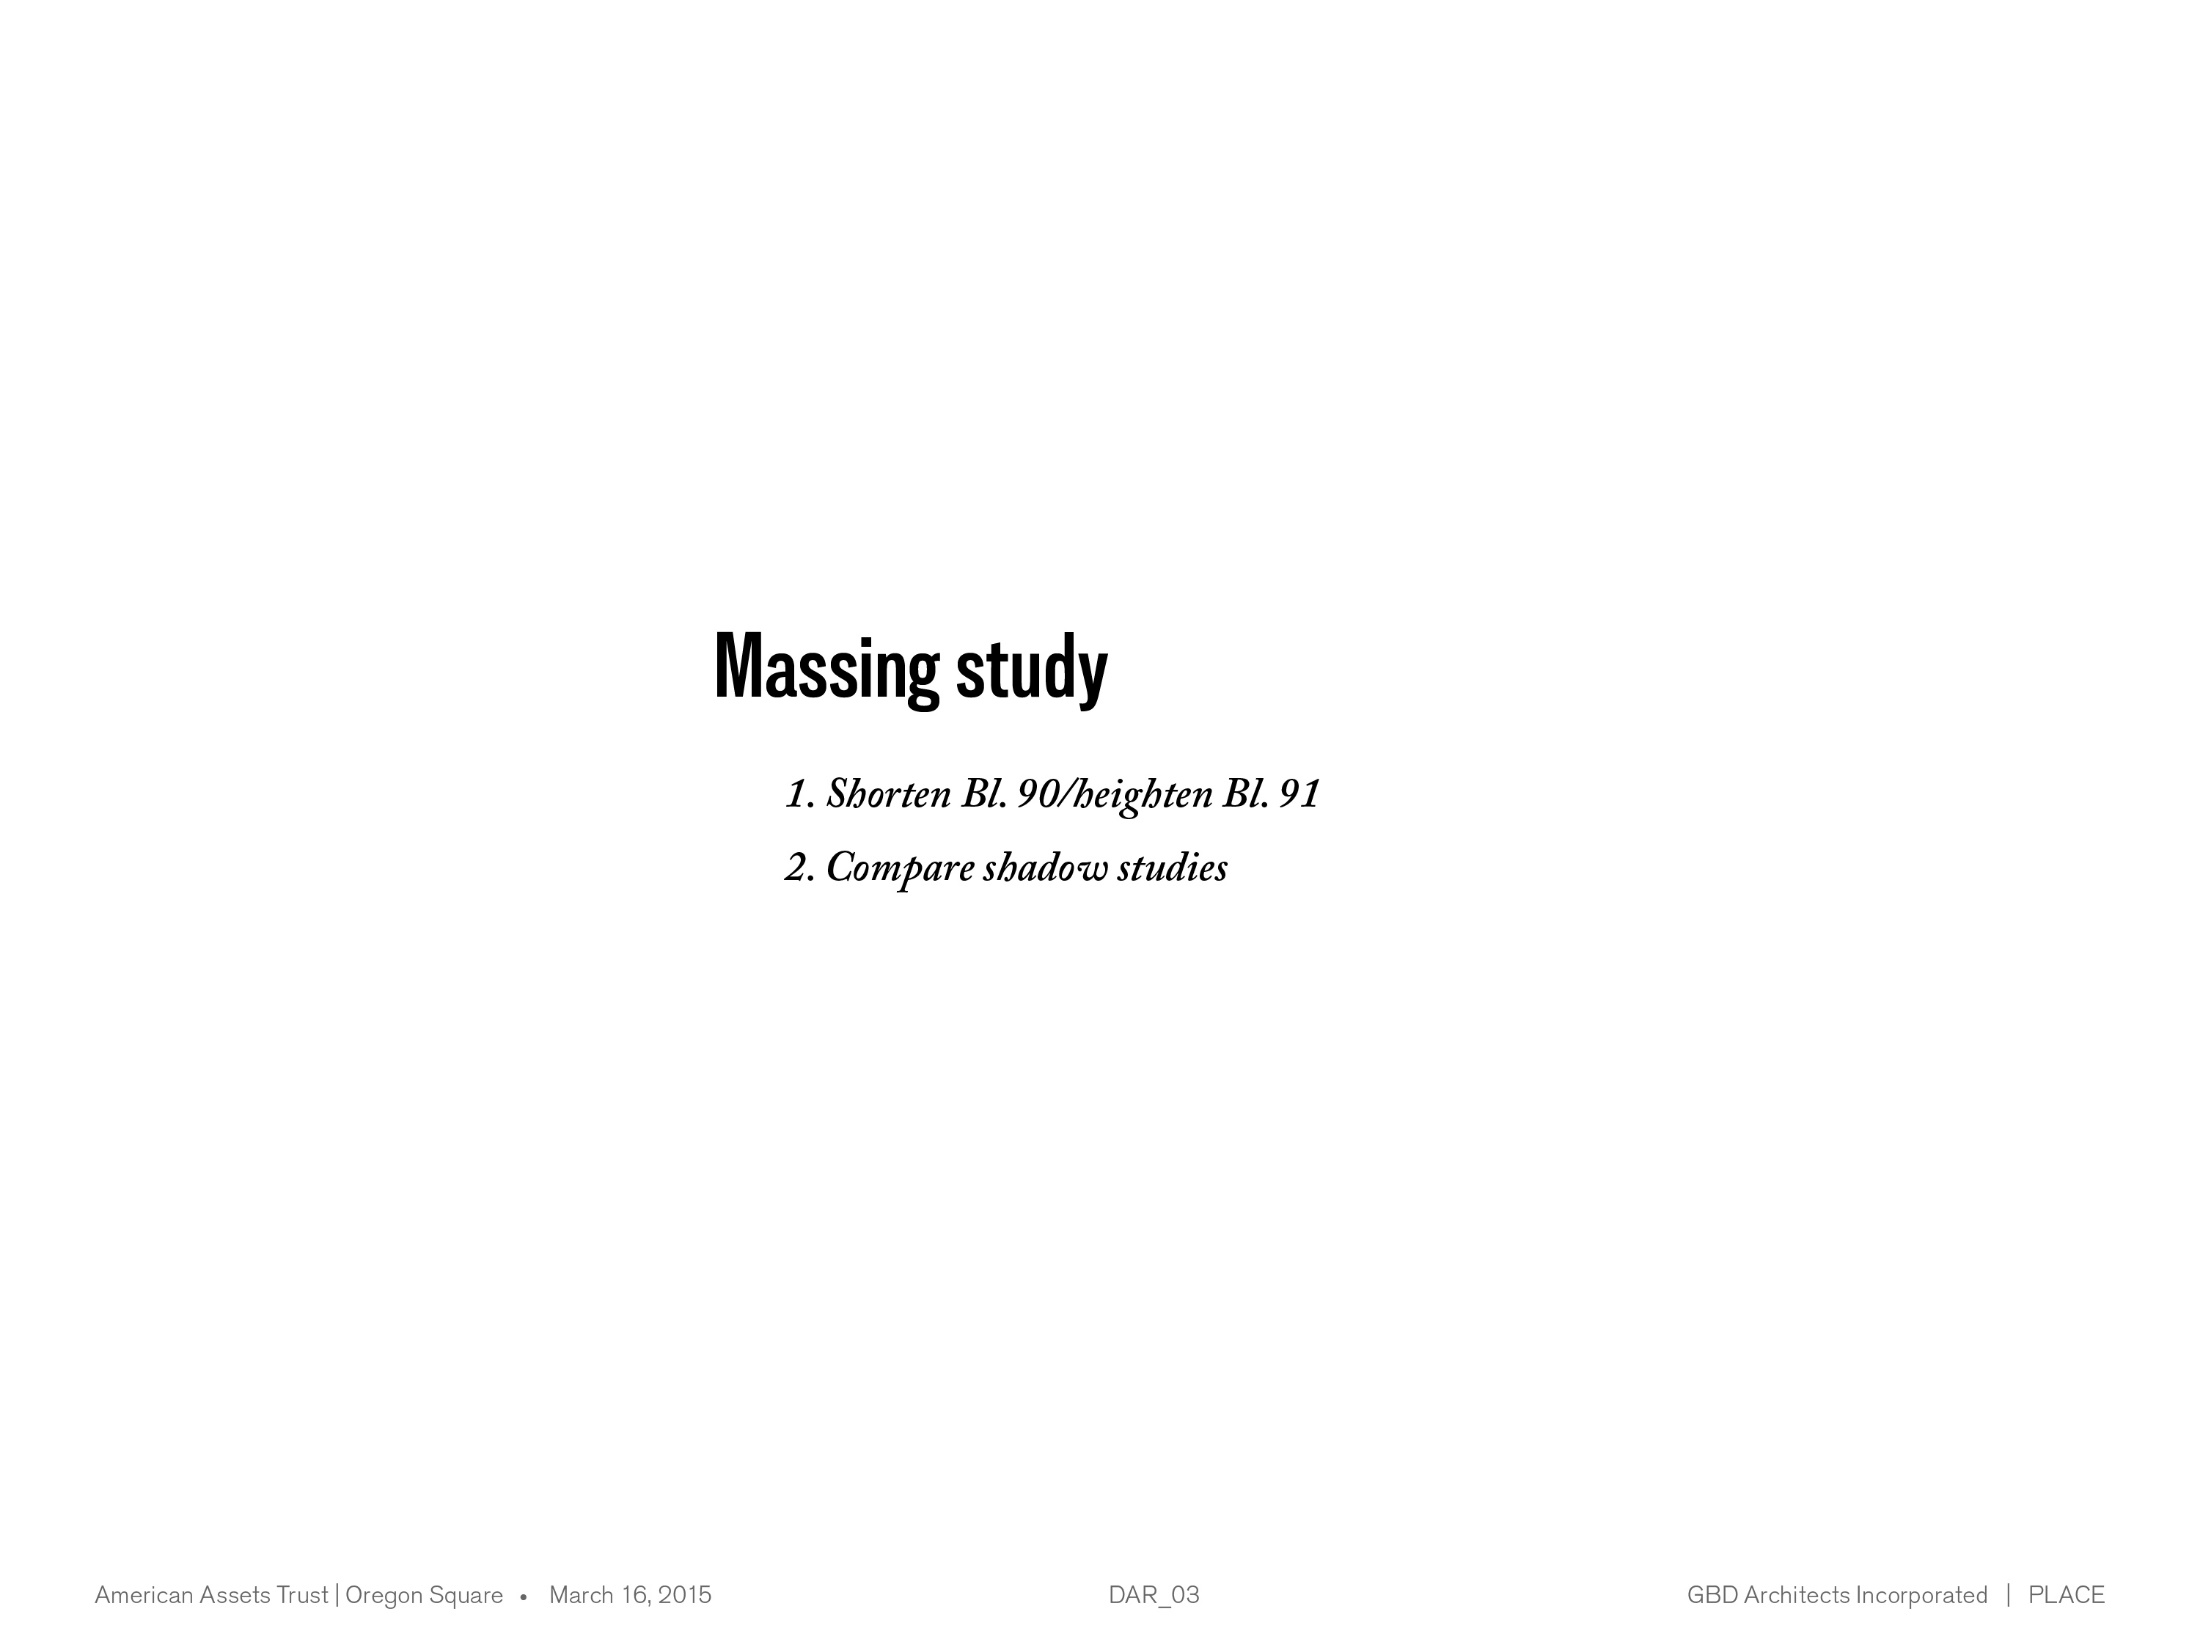 Massing study
1. Shorten Bl. 90/heighten Bl. 91
2. Compare shadow studies
American Assets Trust | Oregon Square • March 16, 2015 DAR_03 GBD Architects Incorporated | PLACE